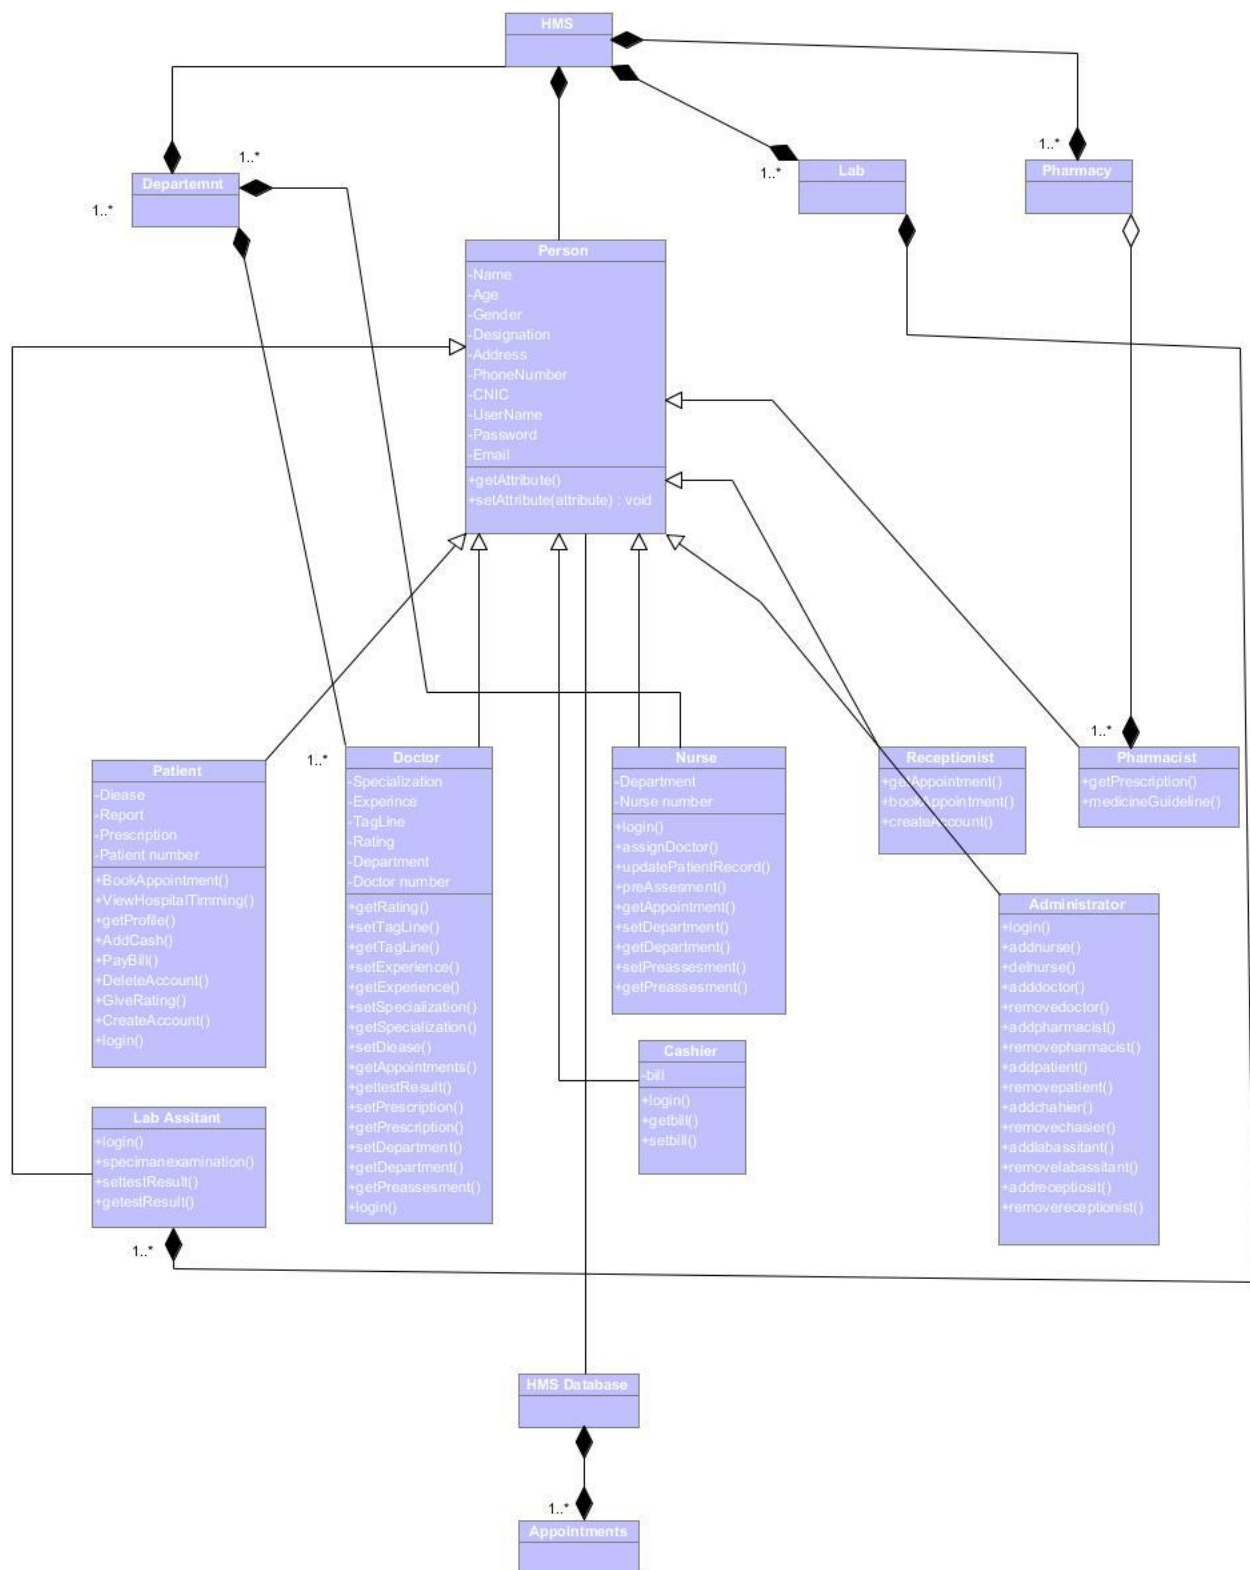 HMS
1..*
1..*
1..*
Departemnt
Lab
Pharmacy
1..*
1..*
Person
-Name
-Age
-Gender
-Designation
-Address
-PhoneNumber
-CNIC
-UserName
-Password
-Email
+getAttribute()
+setAttribute(attribute) : void
1..*
1..*
Patient
-DIease
-Report
-Prescription
-Patient number
+BookAppointment()
+ViewHospitalTImming()
+getProfile()
+AddCash()
+PayBill()
+DeleteAccount()
+GiveRating()
+CreateAccount()
+login()
Doctor
-Specialization
-Experince
-TagLine
-Rating
-Department
-Doctor number
+getRating()
+setTagLIne()
+getTagLIne()
+setExperience()
+getExperience()
+setSpecialization()
+getSpecialization()
+setDIease()
+getAppointments()
+gettestResult()
+setPrescription()
+getPrescription()
+setDepartment()
+getDepartment()
+getPreassesment()
+login()
Nurse
-Department
-Nurse number
+login()
+assignDoctor()
+updatePatientRecord()
+preAssesment()
+getAppointment()
+setDepartment()
+getDepartment()
+setPreassesment()
+getPreassesment()
Receptionist
+getAppointment()
+bookAppointment()
+createAccount()
Pharmacist
+getPrescription()
+medicineGuideline()
Administrator
+login()
+addnurse()
+delnurse()
+adddoctor()
+removedoctor()
+addpharmacist()
+removepharmacist()
+addpatient()
+removepatient()
+addchahier()
+removechasier()
+addlabassitant()
+removelabassitant()
+addreceptiosit()
+removereceptionist()
Cashier
-bill
+login()
+getbill()
+setbill()
Lab Assitant
+login()
+specimanexamination()
+settestResult()
+getestResult()
1..*
HMS Database
1..*
Appointments